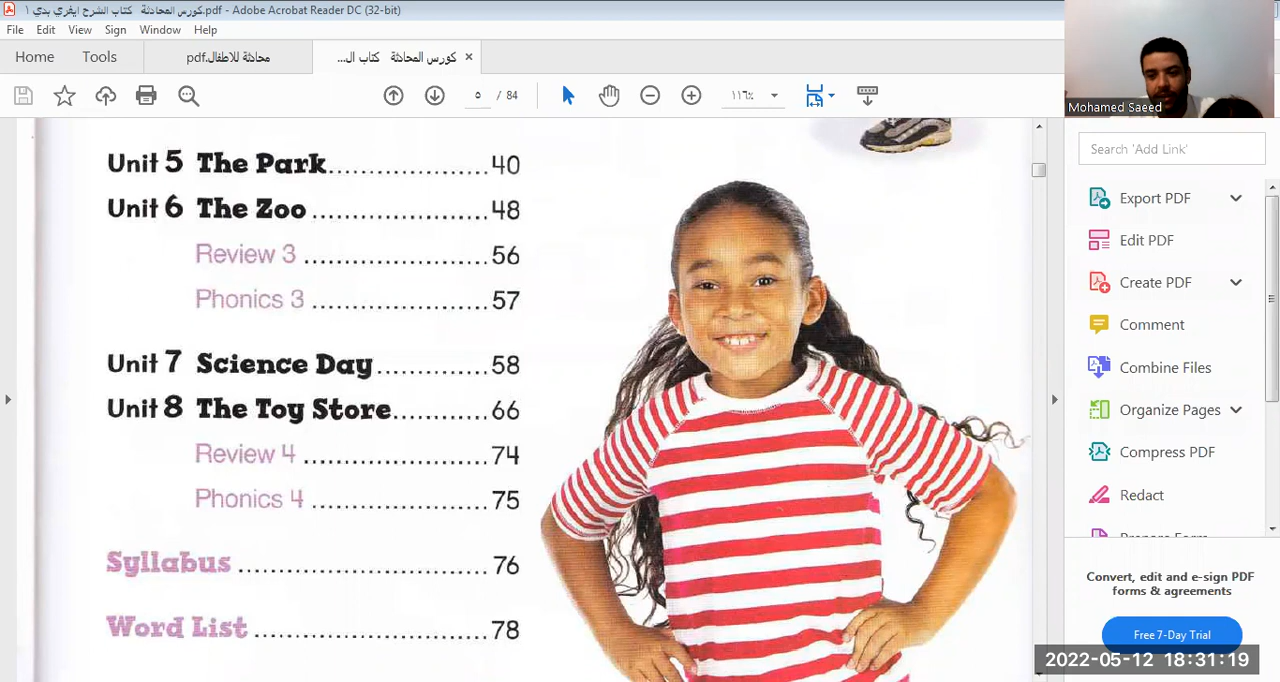 كورس المحادثة كتاب الشرح ايفري بدي ١.pdf - Adobe Acrobat Reader DC (32-bit)
File Edit View Sign Window Help
Home Tools محادثة للاطفال.pdf كورس المحادثة كتاب ال... ×
٥ / 84 ١١٦٪
Mohamed Saeed
Unit 5 The Park 40
Unit 6 The Zoo 48
Review 3 56
Phonics 3 57
Unit 7 Science Day 58
Unit 8 The Toy Store 66
Review 4 74
Phonics 4 75
Syllabus 76
Word List 78
Search 'Add Link'
Export PDF
Edit PDF
Create PDF
Comment
Combine Files
Organize Pages
Compress PDF
Redact
Convert, edit and e-sign PDF
forms & agreements
Free 7-Day Trial
2022-05-12 18:31:19